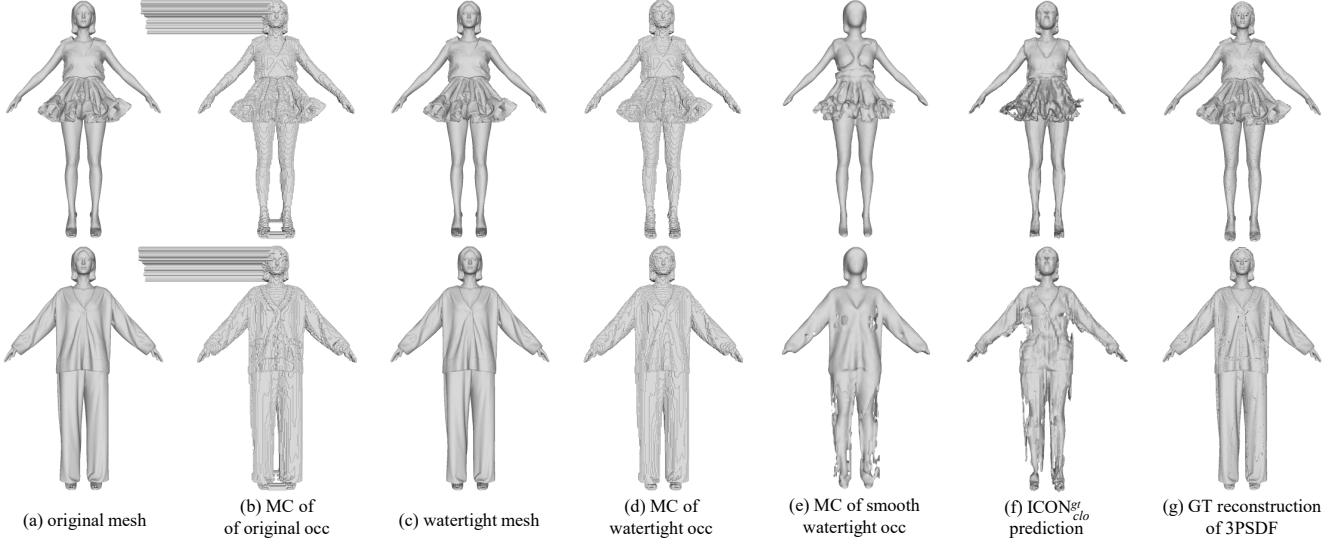 (a) original mesh
(b) MC of
of original occ
(c) watertight mesh
(d) MC of
watertight occ
(e) MC of smooth
watertight occ
(f) ICON^{gt}_{clo}
prediction
(g) GT reconstruction
of 3PSDF